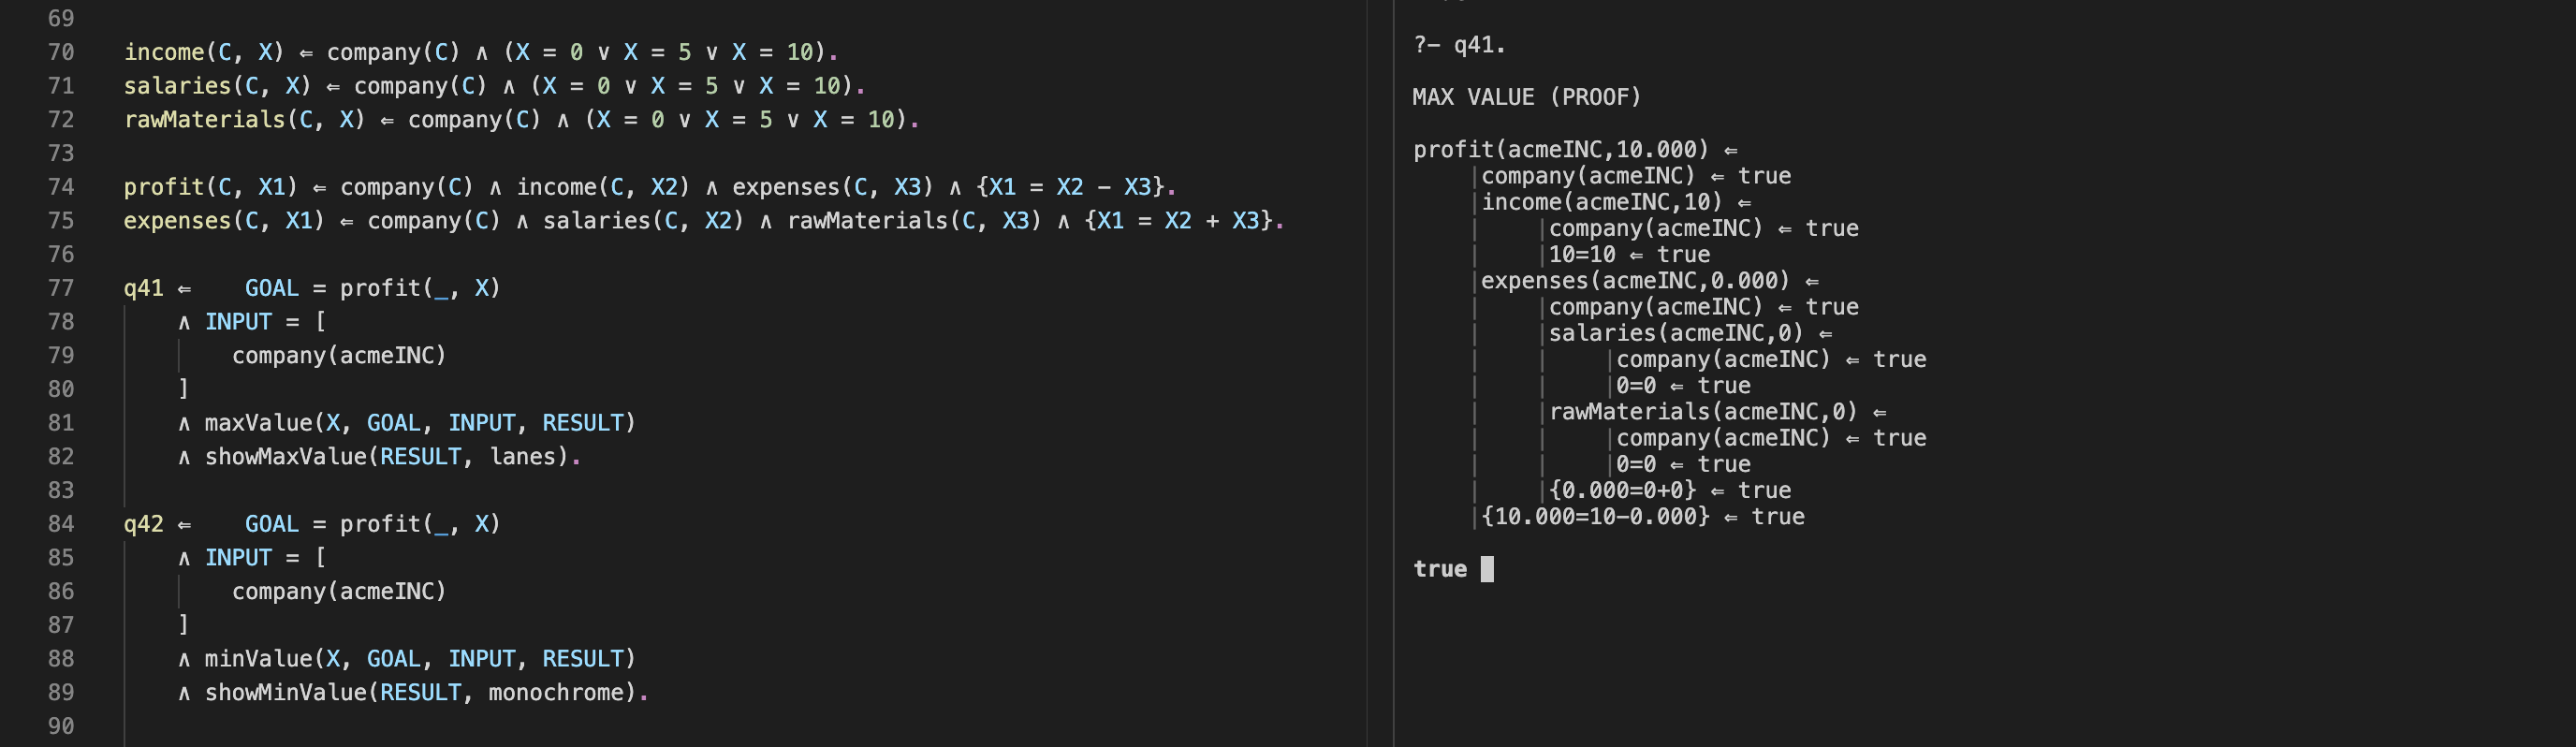 69
70 income(C, X) ⇐ company(C) ∧ (X = 0 ∨ X = 5 ∨ X = 10).
71 salaries(C, X) ⇐ company(C) ∧ (X = 0 ∨ X = 5 ∨ X = 10).
72 rawMaterials(C, X) ⇐ company(C) ∧ (X = 0 ∨ X = 5 ∨ X = 10).
73
74 profit(C, X1) ⇐ company(C) ∧ income(C, X2) ∧ expenses(C, X3) ∧ {X1 = X2 - X3}.
75 expenses(C, X1) ⇐ company(C) ∧ salaries(C, X2) ∧ rawMaterials(C, X3) ∧ {X1 = X2 + X3}.
76
77 q41 ⇐    GOAL = profit(_, X)
78     ∧ INPUT = [
79         company(acmeINC)
80     ]
81     ∧ maxValue(X, GOAL, INPUT, RESULT)
82     ∧ showMaxValue(RESULT, lanes).
83
84 q42 ⇐    GOAL = profit(_, X)
85     ∧ INPUT = [
86         company(acmeINC)
87     ]
88     ∧ minValue(X, GOAL, INPUT, RESULT)
89     ∧ showMinValue(RESULT, monochrome).
90
?- q41.
MAX VALUE (PROOF)
profit(acmeINC,10.000) ⇐
    |company(acmeINC) ⇐ true
    |income(acmeINC,10) ⇐
    |    |company(acmeINC) ⇐ true
    |    |10=10 ⇐ true
    |expenses(acmeINC,0.000) ⇐
    |    |company(acmeINC) ⇐ true
    |    |salaries(acmeINC,0) ⇐
    |    |    |company(acmeINC) ⇐ true
    |    |    |0=0 ⇐ true
    |    |rawMaterials(acmeINC,0) ⇐
    |    |    |company(acmeINC) ⇐ true
    |    |    |0=0 ⇐ true
    |    |{0.000=0+0} ⇐ true
    |{10.000=10-0.000} ⇐ true
true